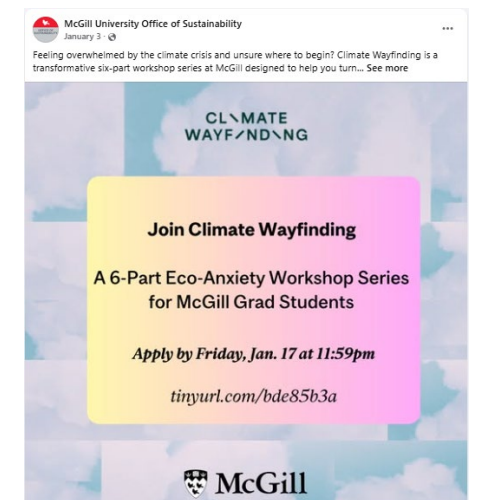 McGill University Office of Sustainability
January 3 ·
Feeling overwhelmed by the climate crisis and unsure where to begin? Climate Wayfinding is a
transformative six-part workshop series at McGill designed to help you turn... See more
CL\MATE
WAYF/ND\NG
Join Climate Wayfinding
A 6-Part Eco-Anxiety Workshop Series
for McGill Grad Students
Apply by Friday, Jan. 17 at 11:59pm
tinyurl.com/bde85b3a
McGill